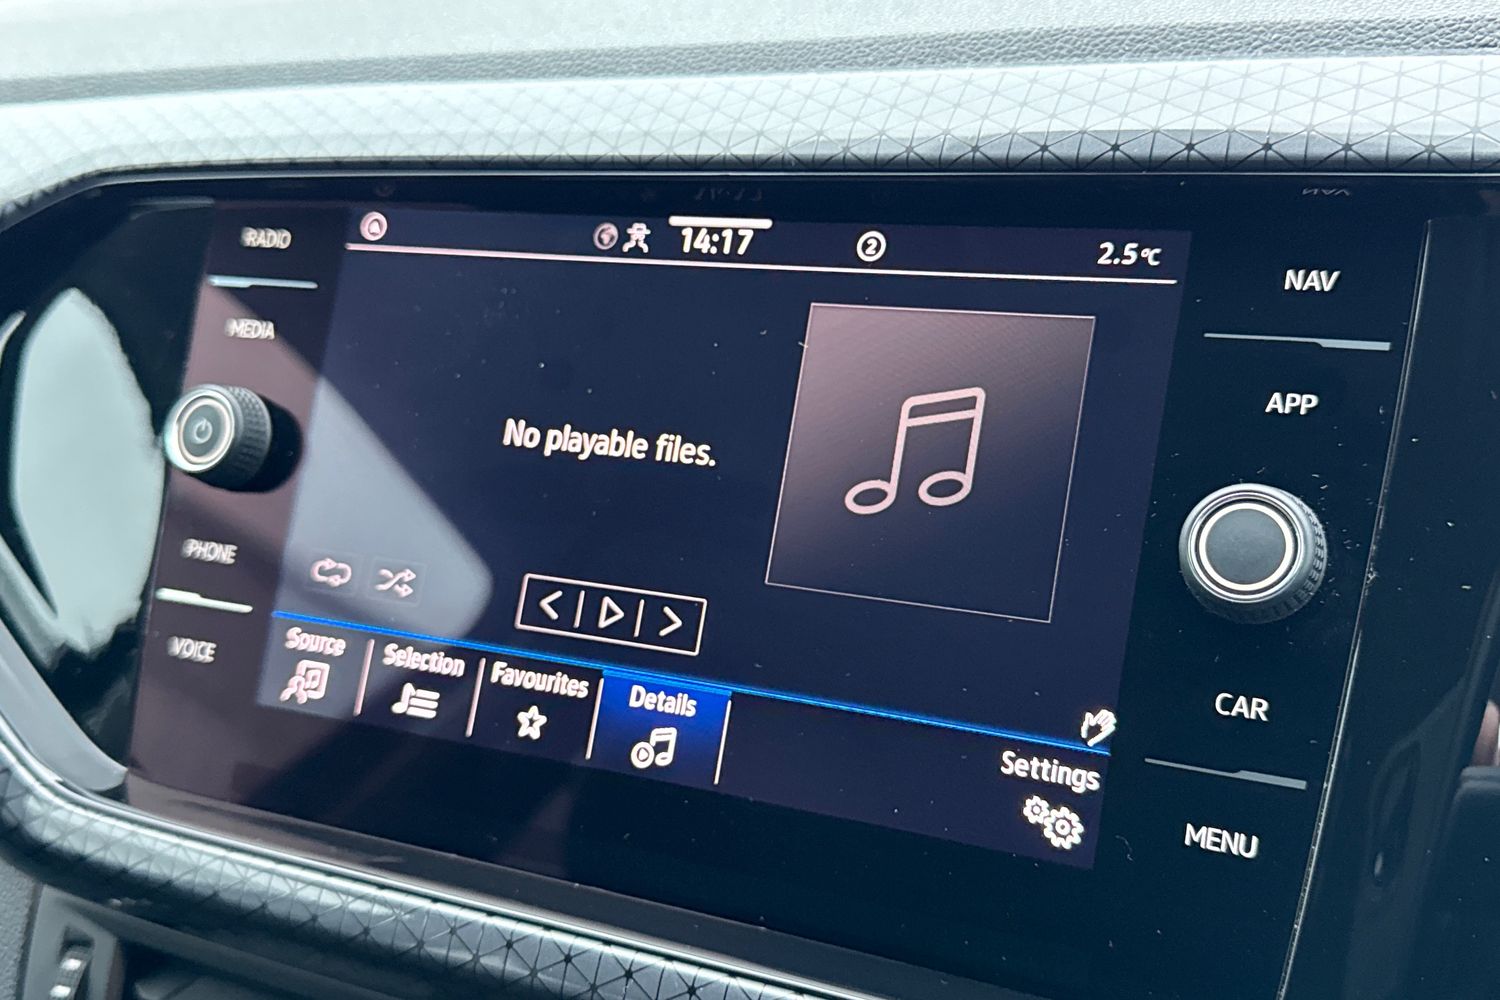 RADIO
MEDIA
PHONE
VOICE
14:17
2
2.5°C
No playable files.
Source
Selection
Favourites
Details
Settings
NAV
APP
CAR
MENU